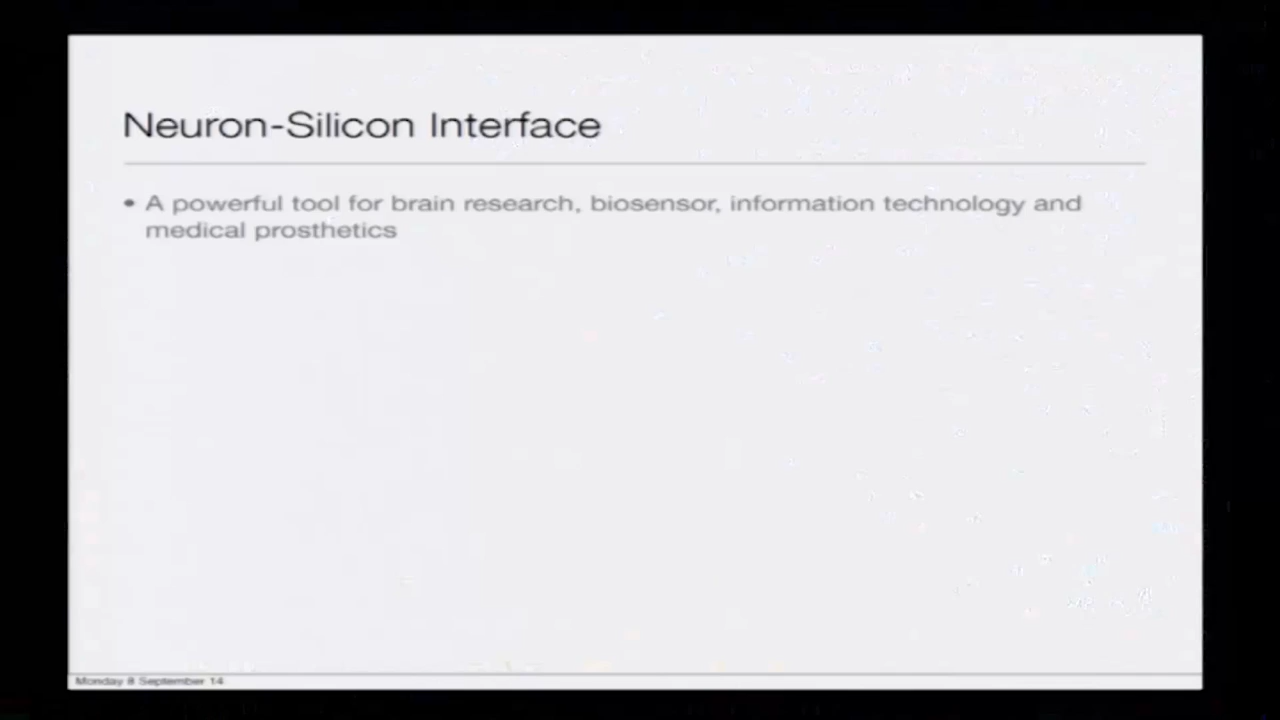 Neuron-Silicon Interface
• A powerful tool for brain research, biosensor, information technology and
medical prosthetics
Monday 8 September 14